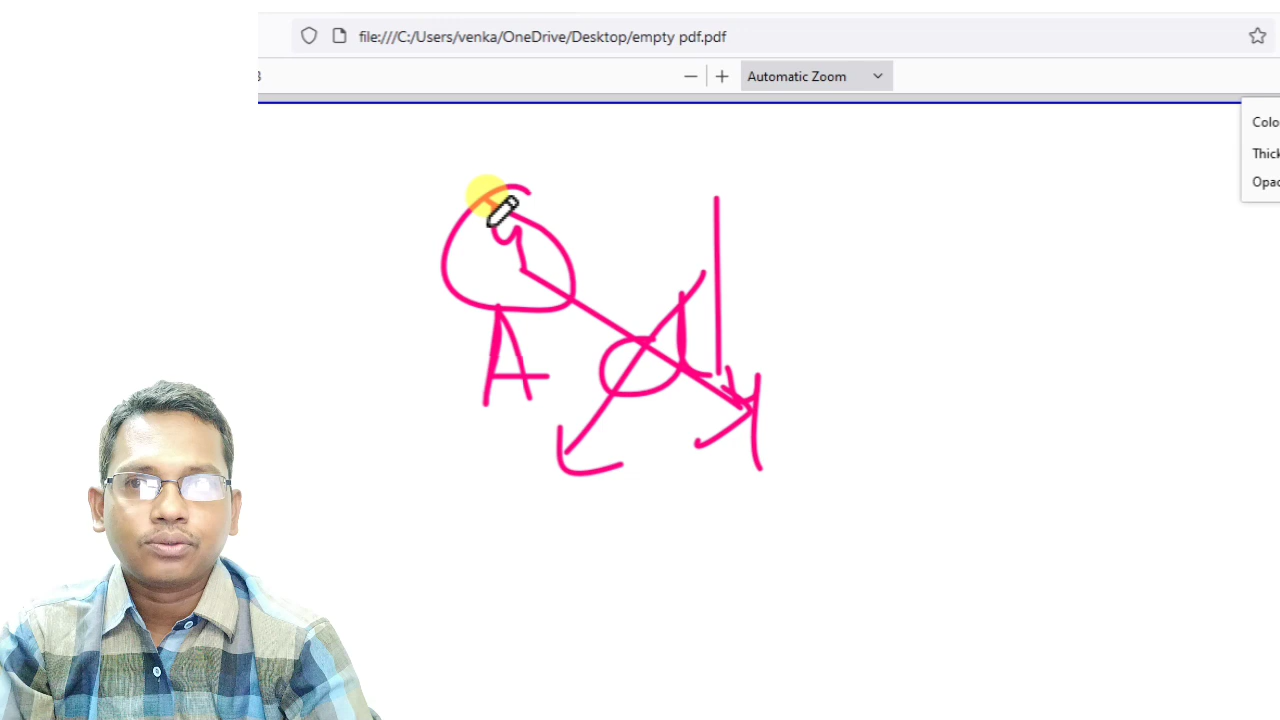 file:///C:/Users/venka/OneDrive/Desktop/empty pdf.pdf
Automatic Zoom
Colo
Thick
Opac
A